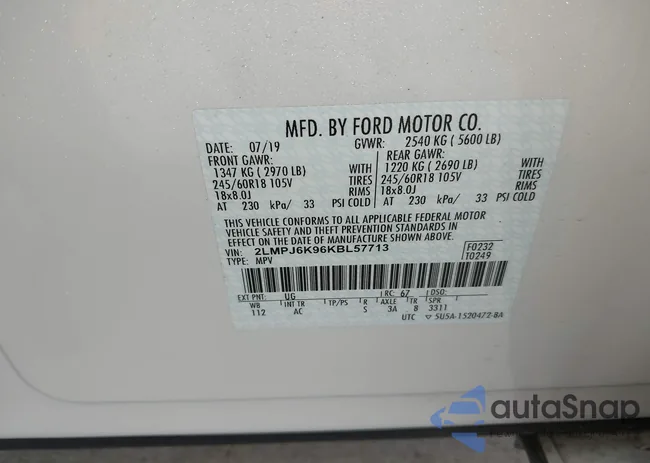 MFD. BY FORD MOTOR CO.
DATE: 07/19 GVWR: 2540 KG ( 5600 LB)
FRONT GAWR: REAR GAWR:
1347 KG ( 2970 LB) WITH 1220 KG ( 2690 LB) WITH
245/60R18 105V TIRES 245/60R18 105V TIRES
18x8.0J RIMS 18x8.0J RIMS
AT 230 kPa/ 33 PSI COLD AT 230 kPa/ 33 PSI COLD
THIS VEHICLE CONFORMS TO ALL APPLICABLE FEDERAL MOTOR
VEHICLE SAFETY AND THEFT PREVENTION STANDARDS IN
EFFECT ON THE DATE OF MANUFACTURE SHOWN ABOVE.
VIN: 2LMPJ6K96KBL57713 F0232
TYPE: MPV T0249
EXT PNT: UG RC: 67 DSO:
WB INT TR TP/PS R AXLE TR SPR
112 AC S 3A 8 3311
UTC ▽ 5U5A-1520472-BA
autaSnap